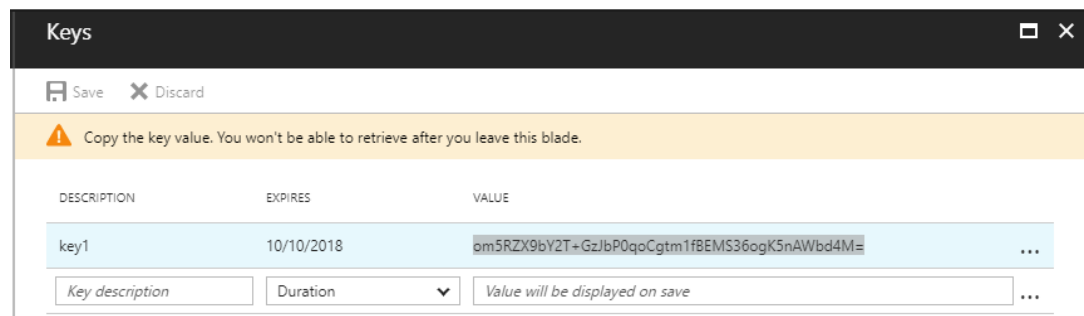 Keys
Save Discard
Copy the key value. You won't be able to retrieve after you leave this blade.
DESCRIPTION EXPIRES VALUE
key1 10/10/2018 om5RZX9bY2T+GzJbP0qoCgtm1fBEMS36ogK5nAWbd4M= ...
Key description Duration Value will be displayed on save ...